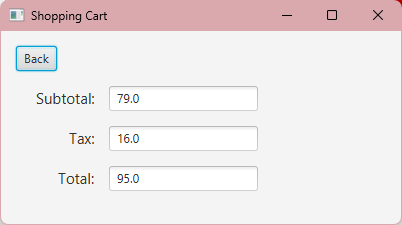 Shopping Cart
Back
Subtotal: 79.0
Tax: 16.0
Total: 95.0